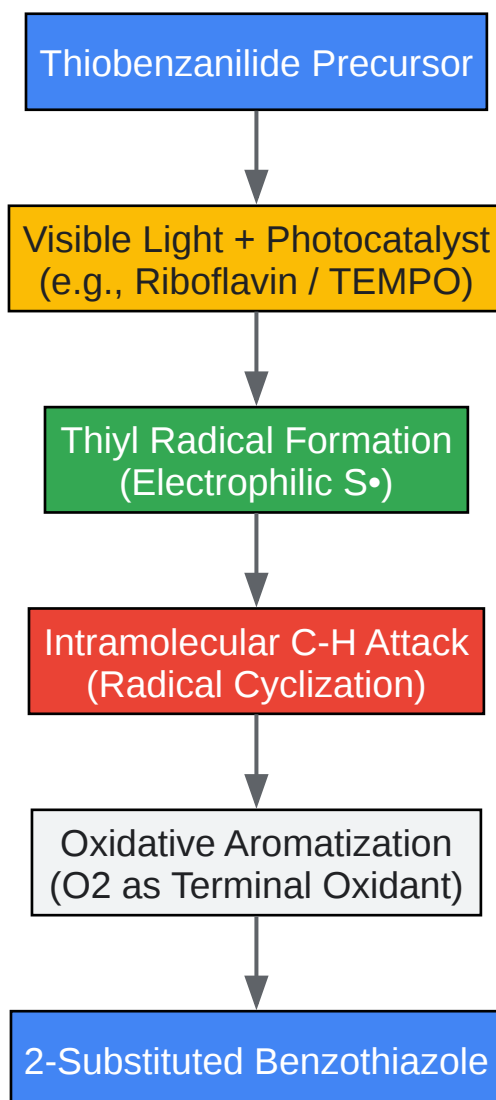 Thiobenzanilide Precursor
Visible Light + Photocatalyst
(e.g., Riboflavin / TEMPO)
Thiyl Radical Formation
(Electrophilic S•)
Intramolecular C-H Attack
(Radical Cyclization)
Oxidative Aromatization
(O2 as Terminal Oxidant)
2-Substituted Benzothiazole